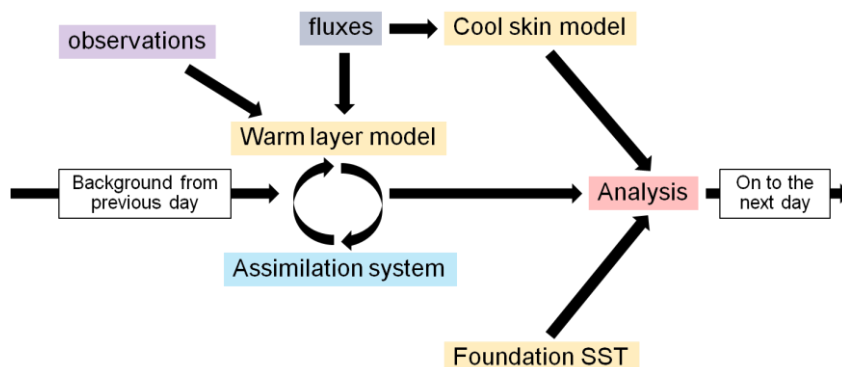 observations
fluxes
Cool skin model
Warm layer model
Background from
previous day
Analysis
On to the
next day
Assimilation system
Foundation SST